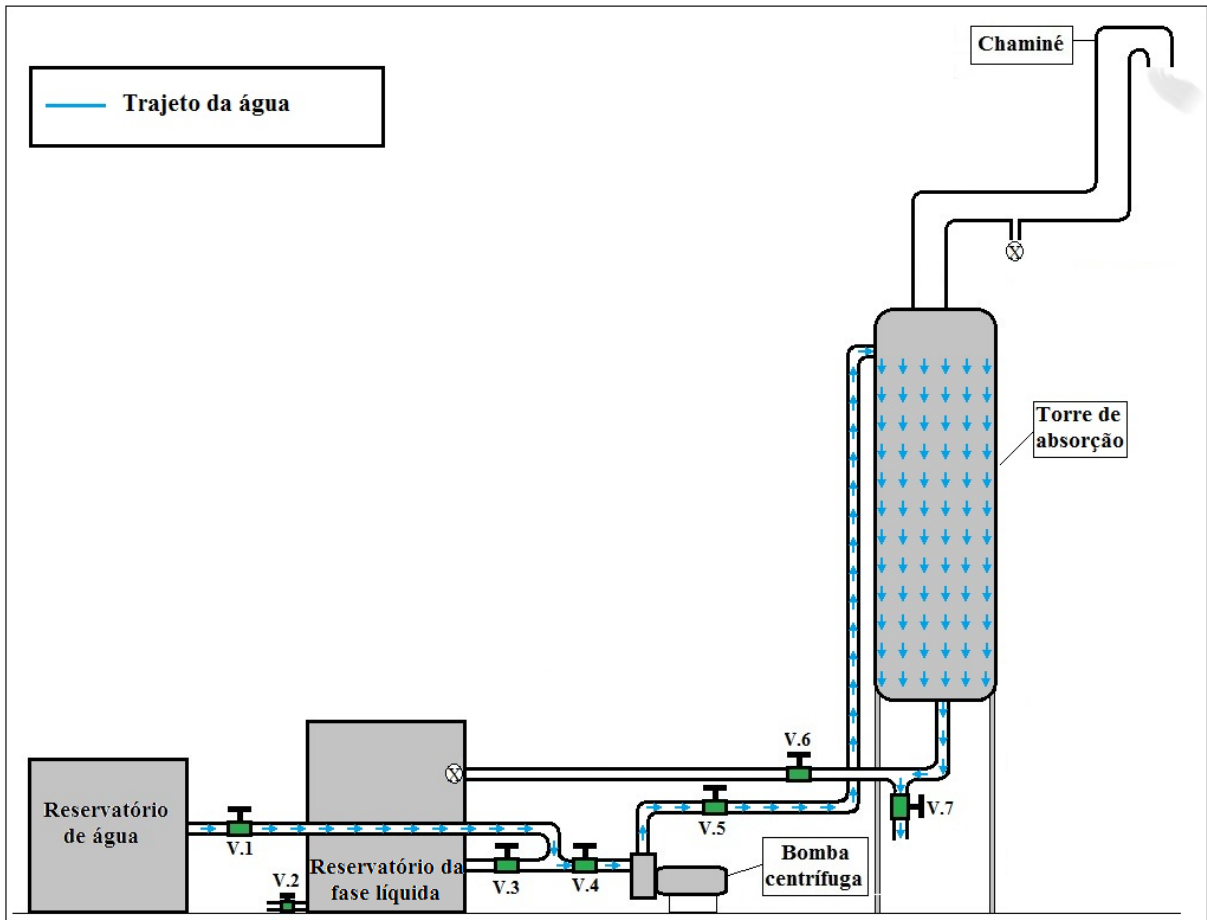 Chaminé
Trajeto da água
X
Torre de
absorção
V.6
X
V.7
V.5
Reservatório
de água
V.1
Reservatório da
fase líquida
V.2
V.3
V.4
Bomba
centrífuga